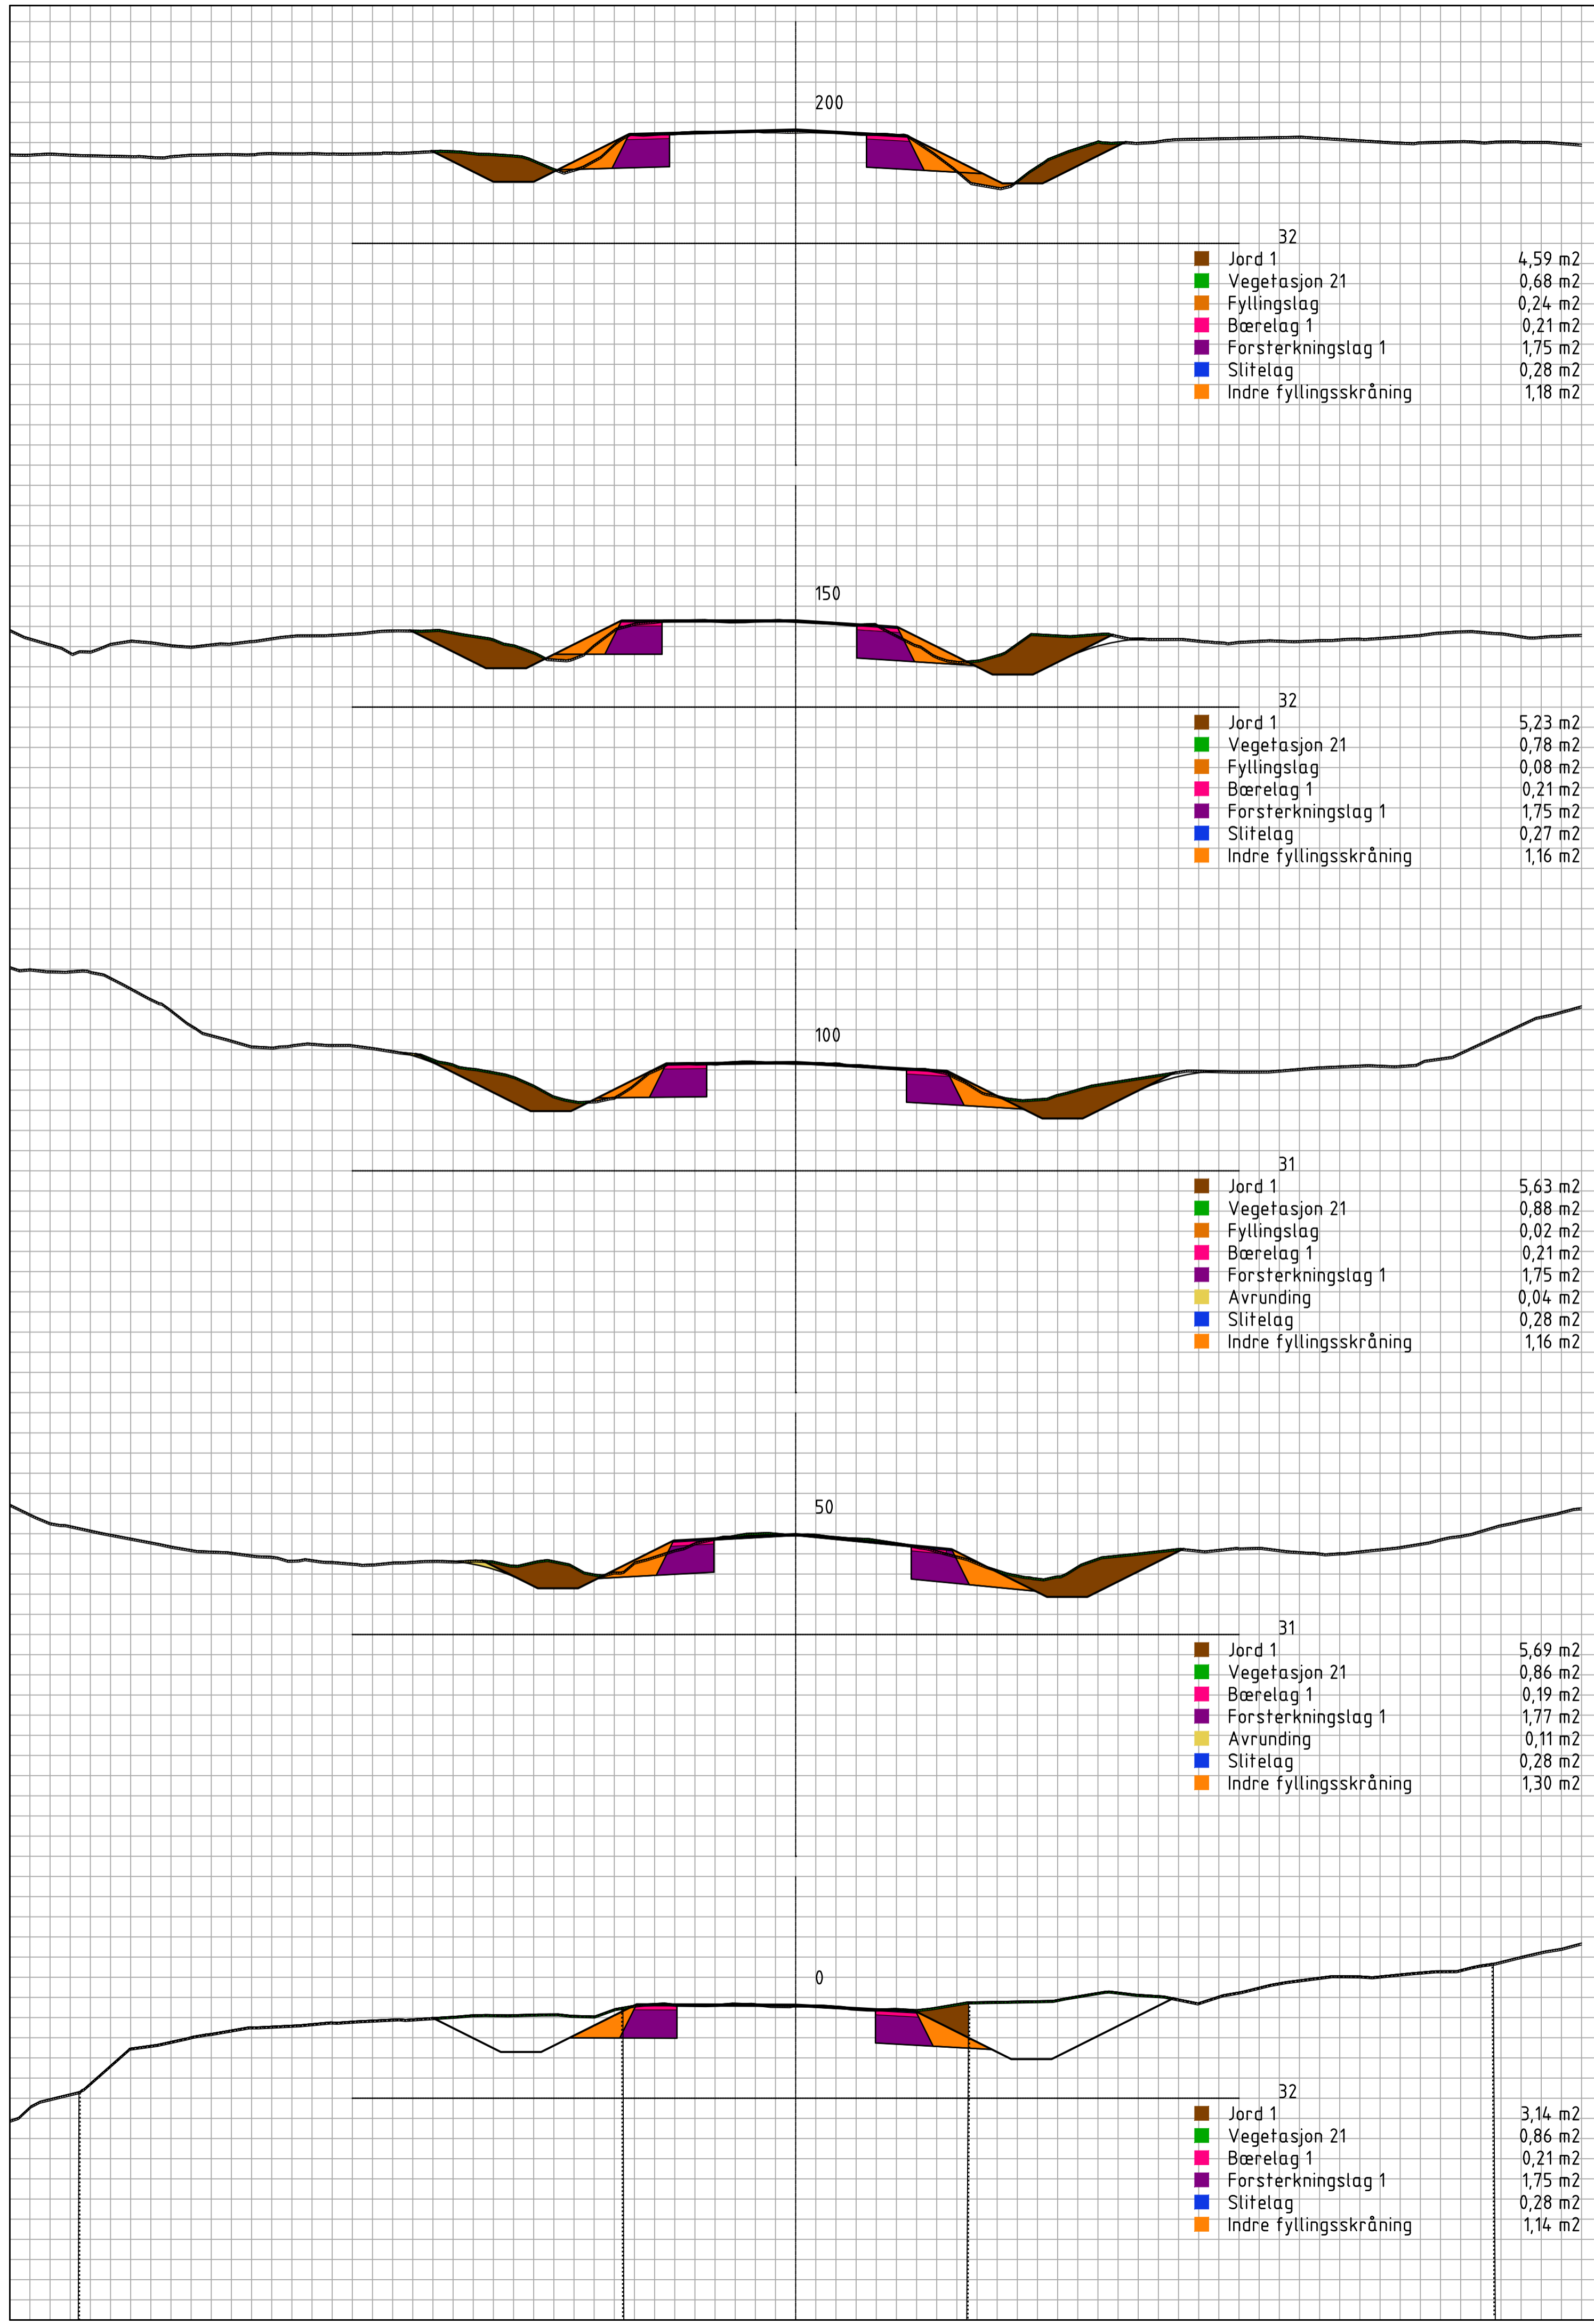 200
32
Jord 1 4,59 m2
Vegetasjon 21 0,68 m2
Fyllingslag 0,24 m2
Bærelag 1 0,21 m2
Forsterkningslag 1 1,75 m2
Slitelag 0,28 m2
Indre fyllingsskråning 1,18 m2
150
32
Jord 1 5,23 m2
Vegetasjon 21 0,78 m2
Fyllingslag 0,08 m2
Bærelag 1 0,21 m2
Forsterkningslag 1 1,75 m2
Slitelag 0,27 m2
Indre fyllingsskråning 1,16 m2
100
31
Jord 1 5,63 m2
Vegetasjon 21 0,88 m2
Fyllingslag 0,02 m2
Bærelag 1 0,21 m2
Forsterkningslag 1 1,75 m2
Avrunding 0,04 m2
Slitelag 0,28 m2
Indre fyllingsskråning 1,16 m2
50
31
Jord 1 5,69 m2
Vegetasjon 21 0,86 m2
Bærelag 1 0,19 m2
Forsterkningslag 1 1,77 m2
Avrunding 0,11 m2
Slitelag 0,28 m2
Indre fyllingsskråning 1,30 m2
0
32
Jord 1 3,14 m2
Vegetasjon 21 0,86 m2
Bærelag 1 0,21 m2
Forsterkningslag 1 1,75 m2
Slitelag 0,28 m2
Indre fyllingsskråning 1,14 m2